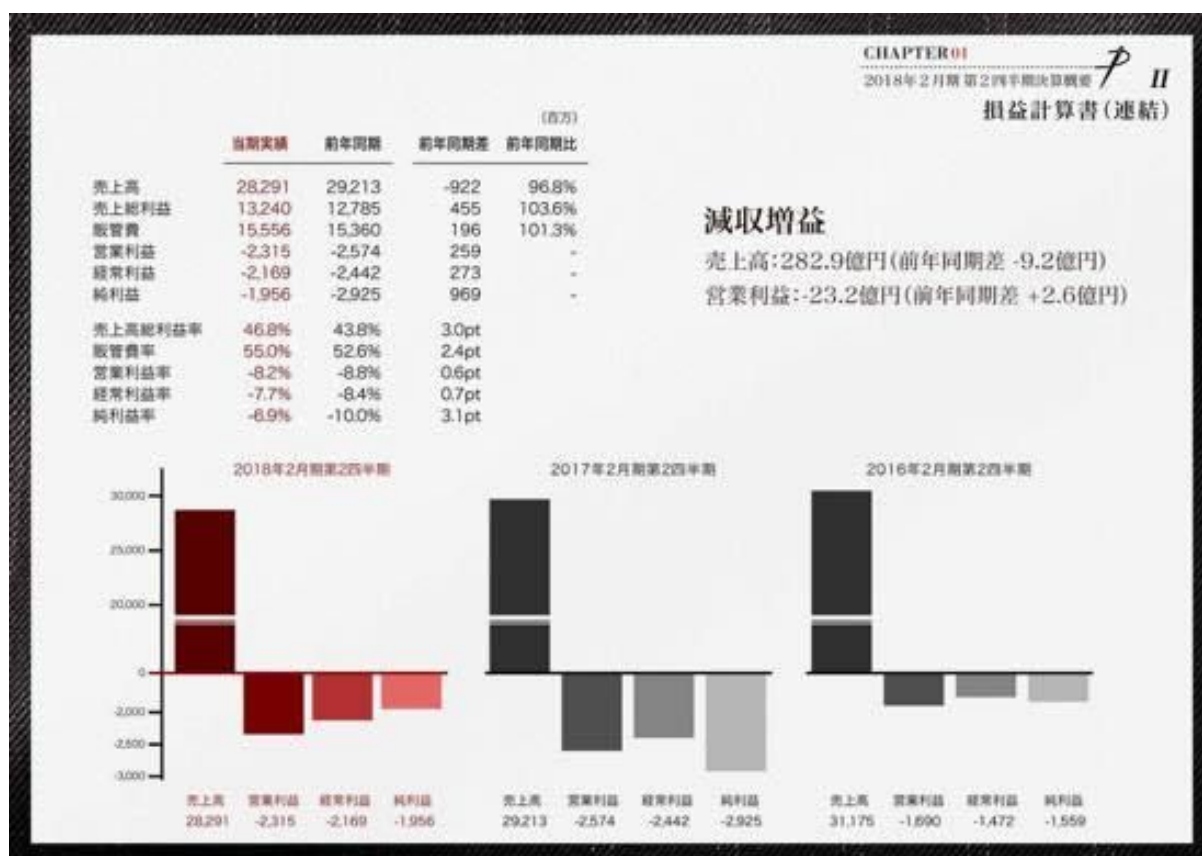 CHAPTER 01
2018年2月期 第2四半期決算概要
II
損益計算書(連結)
(百万)
当期実績 前年同期 前年同期差 前年同期比
売上高 28,291 29,213 -922 96.8%
売上総利益 13,240 12,785 455 103.6%
販管費 15,556 15,360 196 101.3%
営業利益 -2,315 -2,574 259 -
経常利益 -2,169 -2,442 273 -
純利益 -1,956 -2,925 969 -
売上高総利益率 46.8% 43.8% 3.0pt
販管費率 55.0% 52.6% 2.4pt
営業利益率 -8.2% -8.8% 0.6pt
経常利益率 -7.7% -8.4% 0.7pt
純利益率 -6.9% -10.0% 3.1pt
減収増益
売上高:282.9億円(前年同期差 -9.2億円)
営業利益:-23.2億円(前年同期差 +2.6億円)
2018年2月期第2四半期 2017年2月期第2四半期 2016年2月期第2四半期
30,000
25,000
20,000
0
-2,000
-2,500
-3,000
売上高 営業利益 経常利益 純利益 売上高 営業利益 経常利益 純利益 売上高 営業利益 経常利益 純利益
28,291 -2,315 -2,169 -1,956 29,213 -2,574 -2,442 -2,925 31,175 -1,690 -1,472 -1,559